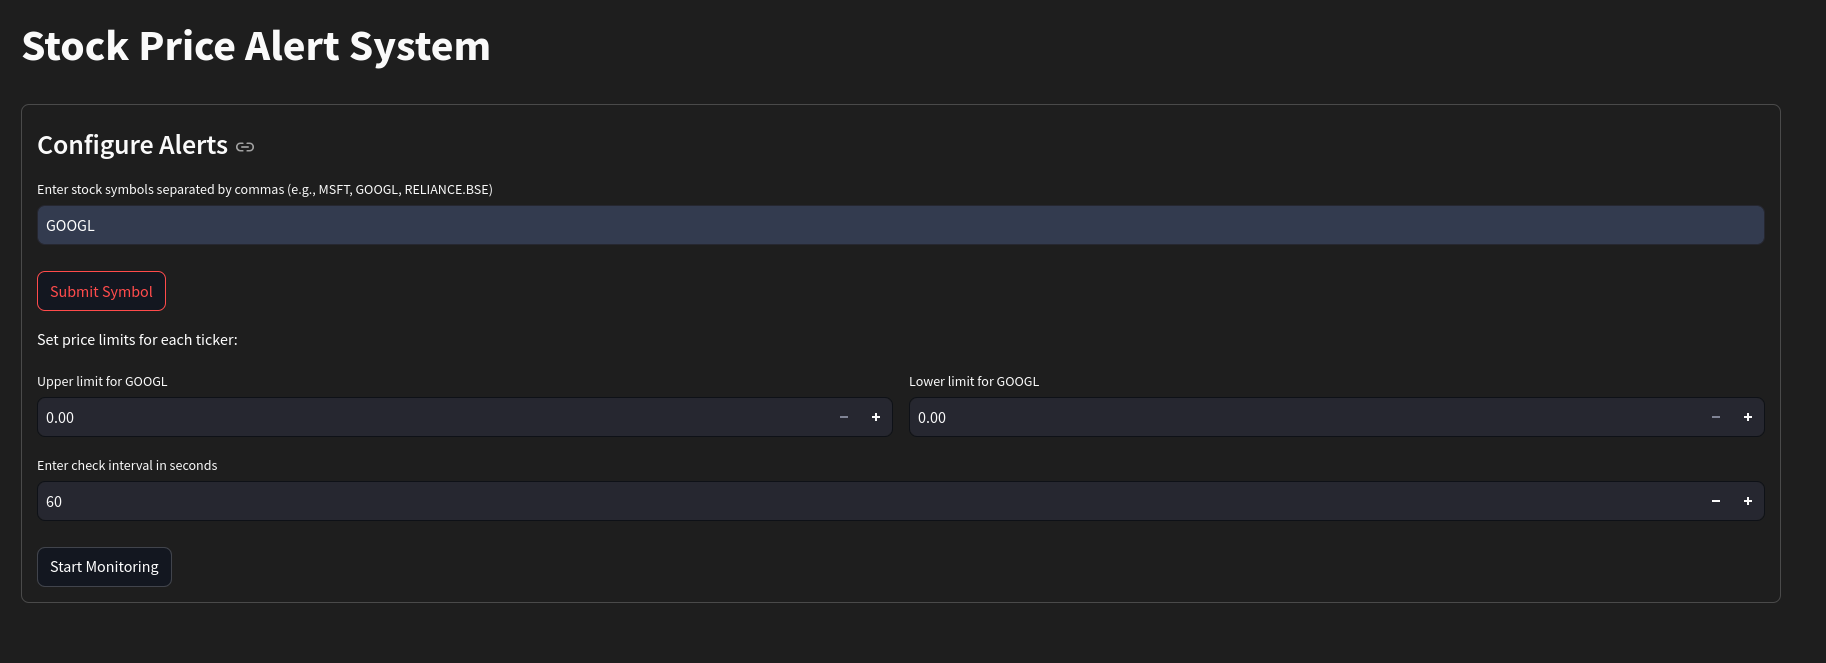 Stock Price Alert System
Configure Alerts
Enter stock symbols separated by commas (e.g., MSFT, GOOGL, RELIANCE.BSE)
GOOGL
Submit Symbol
Set price limits for each ticker:
Upper limit for GOOGL
Lower limit for GOOGL
0.00 − +
0.00 − +
Enter check interval in seconds
60 − +
Start Monitoring